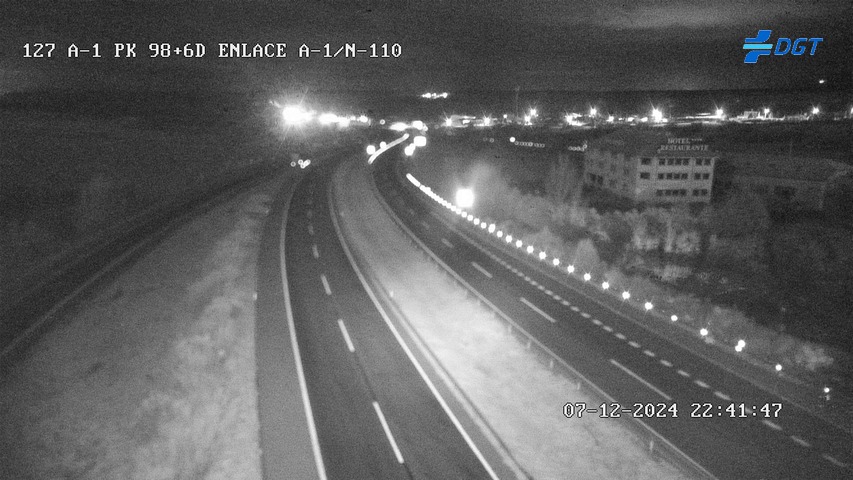 127 A-1 PK 98+6D ENLACE A-1/N-110
DGT
HOTEL
RESTAURANTE
07-12-2024 22:41:47